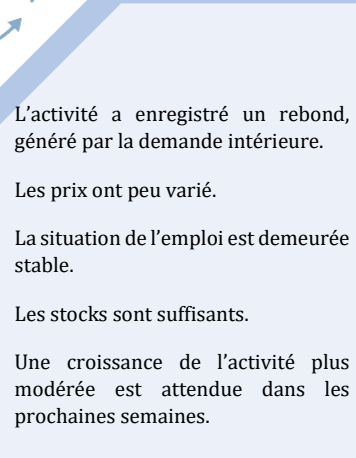 L’activité a enregistré un rebond,
généré par la demande intérieure.
Les prix ont peu varié.
La situation de l’emploi est demeurée
stable.
Les stocks sont suffisants.
Une croissance de l’activité plus
modérée est attendue dans les
prochaines semaines.